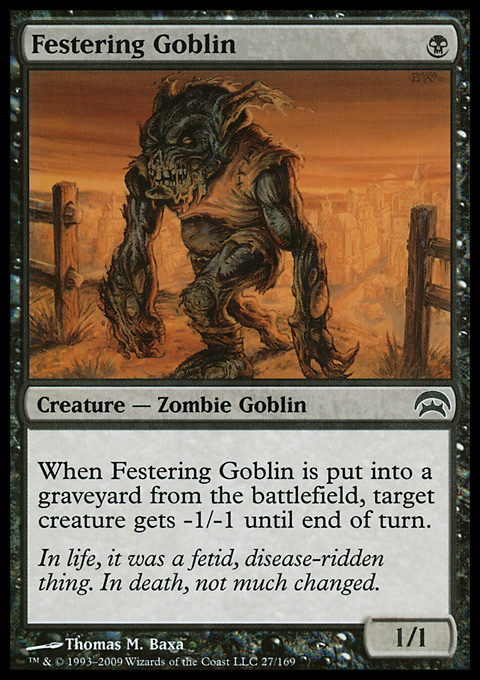 Festering Goblin
BAXA
Creature — Zombie Goblin
When Festering Goblin is put into a
graveyard from the battlefield, target
creature gets -1/-1 until end of turn.
In life, it was a fetid, disease-ridden
thing. In death, not much changed.
Thomas M. Baxa
1/1
™ & © 1993–2009 Wizards of the Coast LLC 27/169